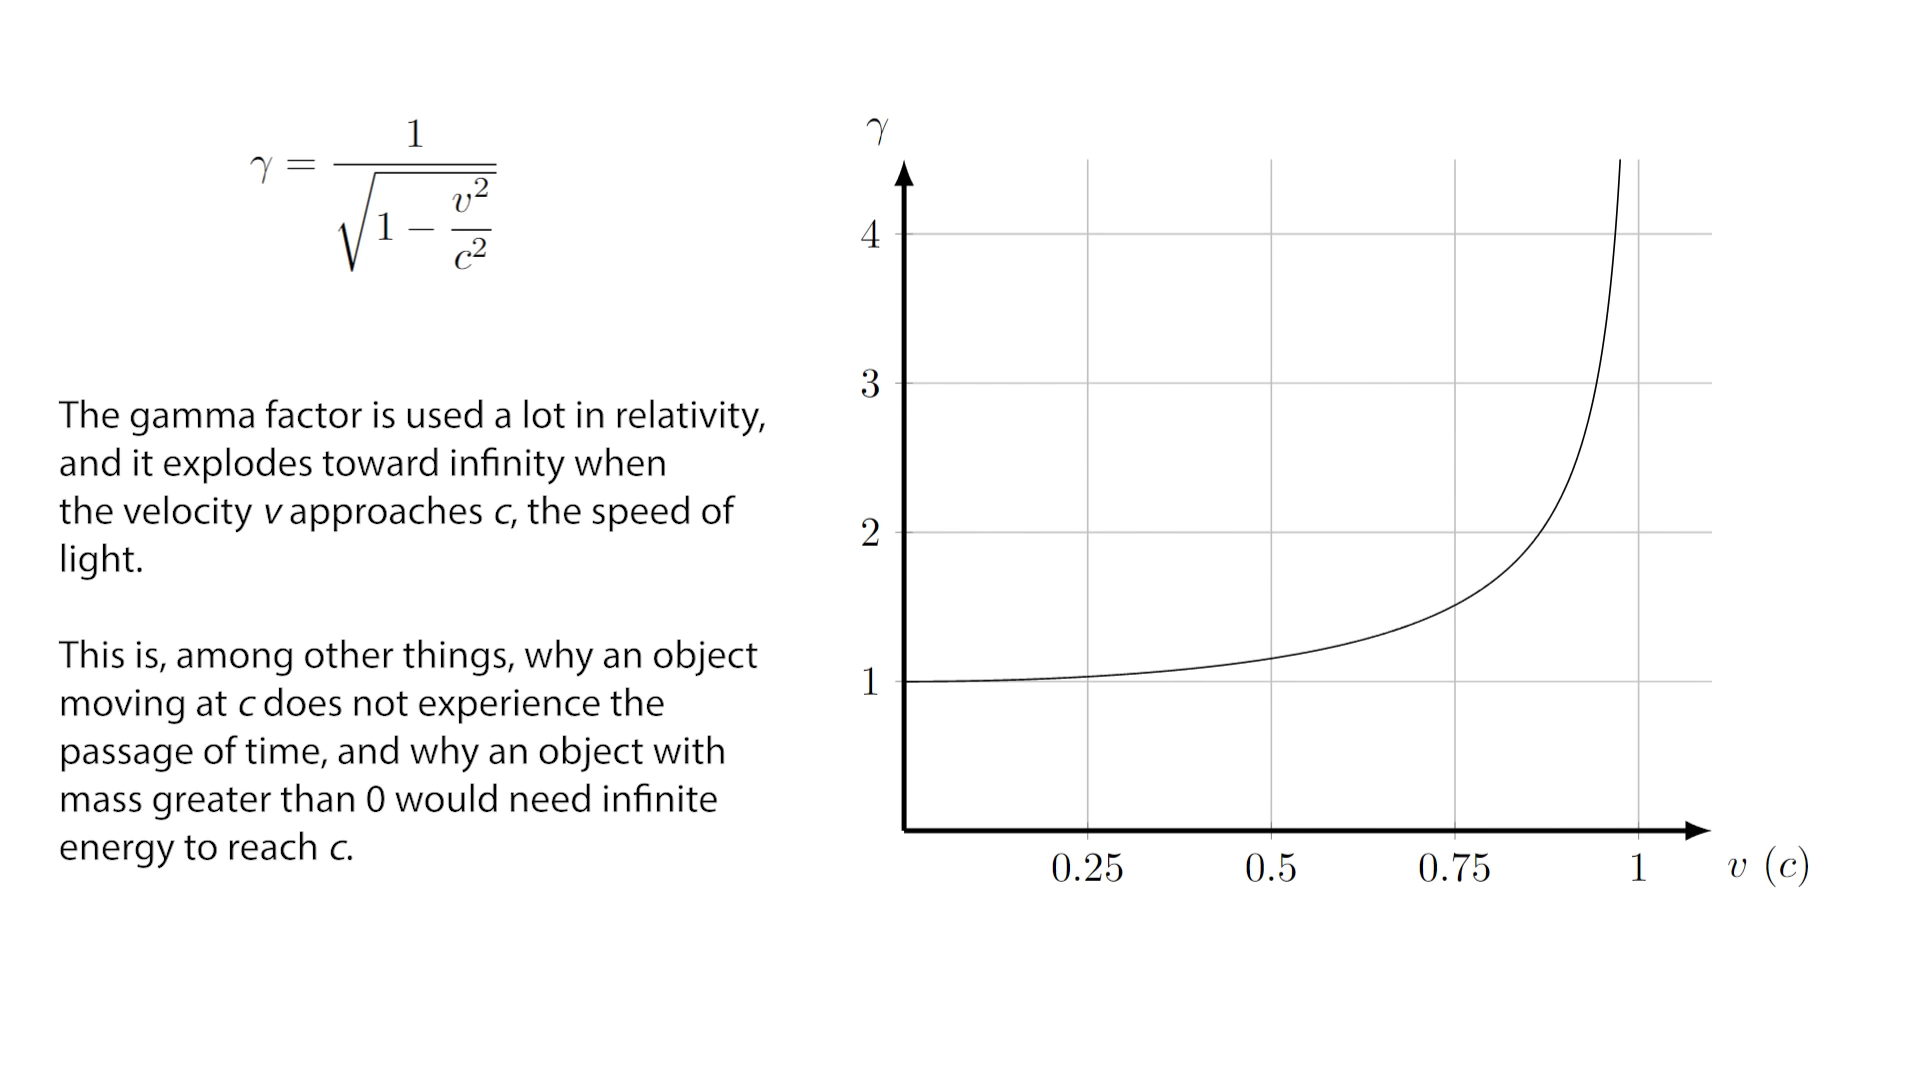 γ = 1 / √(1 − v²/c²)
The gamma factor is used a lot in relativity,
and it explodes toward infinity when
the velocity v approaches c, the speed of
light.
This is, among other things, why an object
moving at c does not experience the
passage of time, and why an object with
mass greater than 0 would need infinite
energy to reach c.
γ
4
3
2
1
0.25 0.5 0.75 1 v (c)